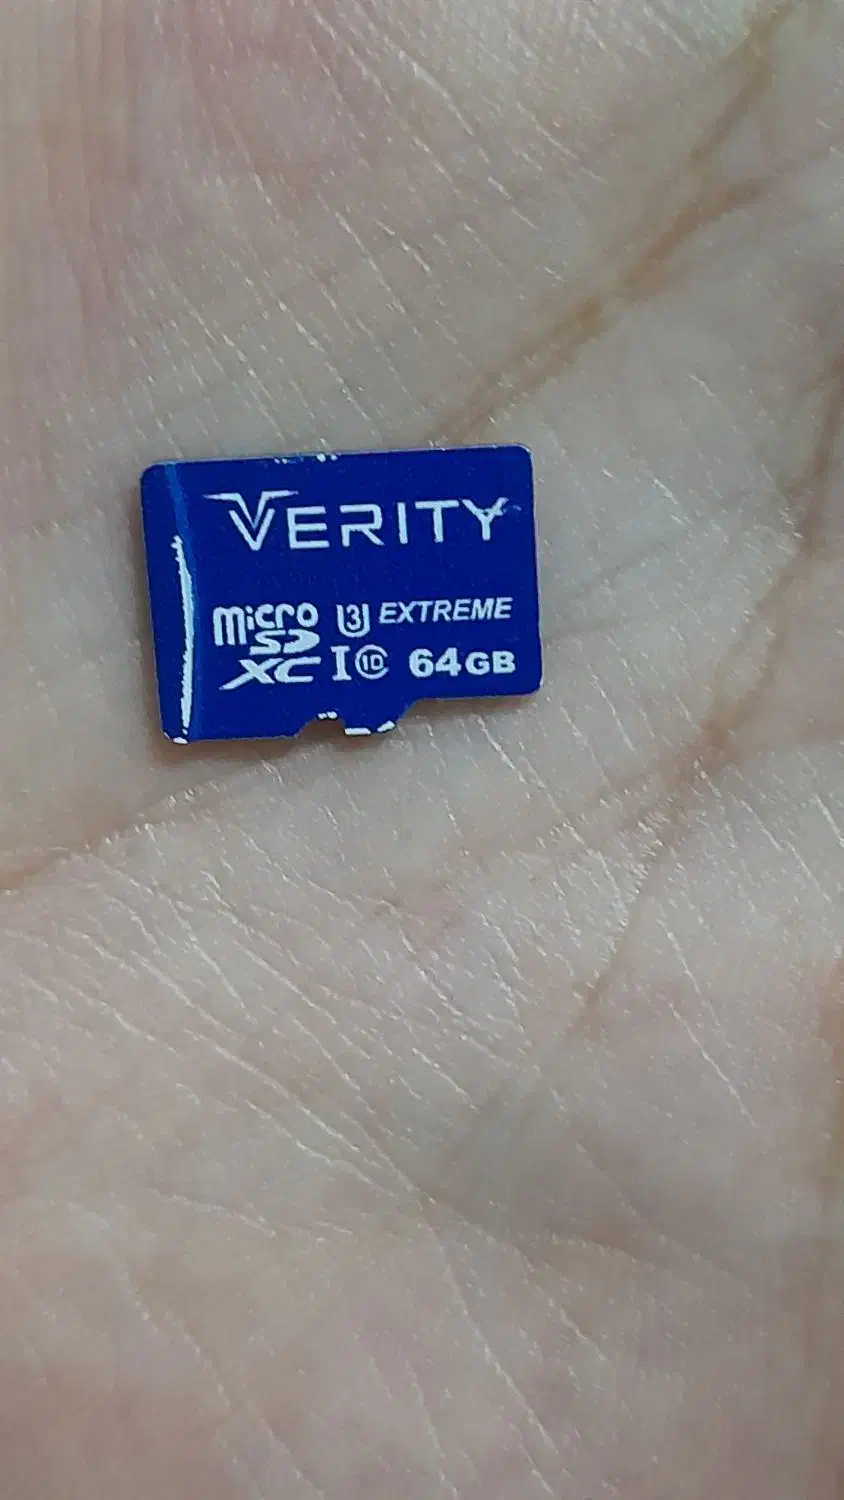 VERITY
micro SD XC U3 EXTREME
I 10 64GB